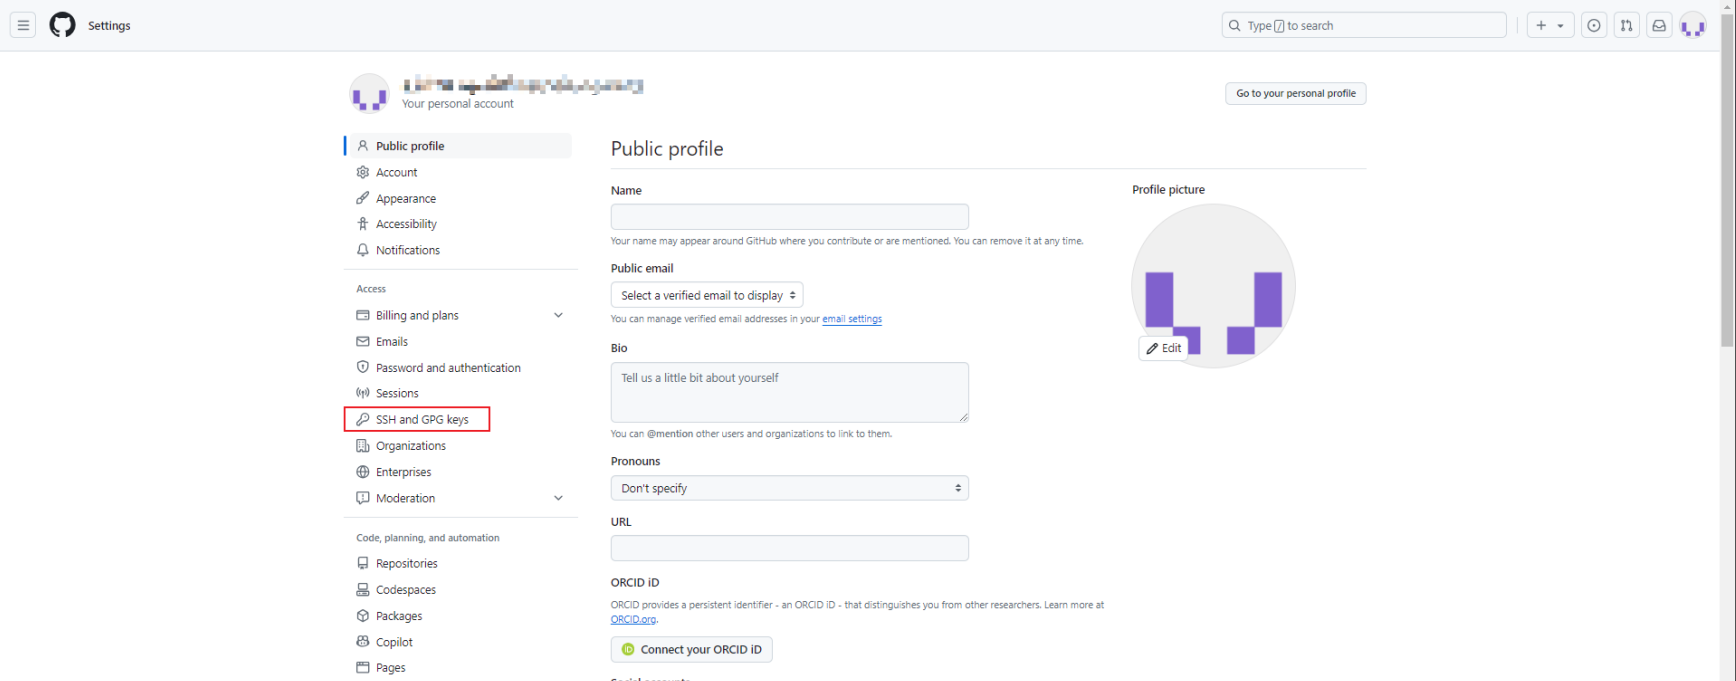 Settings
Type / to search
Your personal account
Go to your personal profile
Public profile
Account
Appearance
Accessibility
Notifications
Access
Billing and plans
Emails
Password and authentication
Sessions
SSH and GPG keys
Organizations
Enterprises
Moderation
Code, planning, and automation
Repositories
Codespaces
Packages
Copilot
Pages
Public profile
Name
Your name may appear around GitHub where you contribute or are mentioned. You can remove it at any time.
Public email
Select a verified email to display
You can manage verified email addresses in your email settings
Bio
Tell us a little bit about yourself
You can @mention other users and organizations to link to them.
Pronouns
Don't specify
URL
ORCID iD
ORCID provides a persistent identifier - an ORCID iD - that distinguishes you from other researchers. Learn more at
ORCID.org.
iD Connect your ORCID iD
Profile picture
Edit